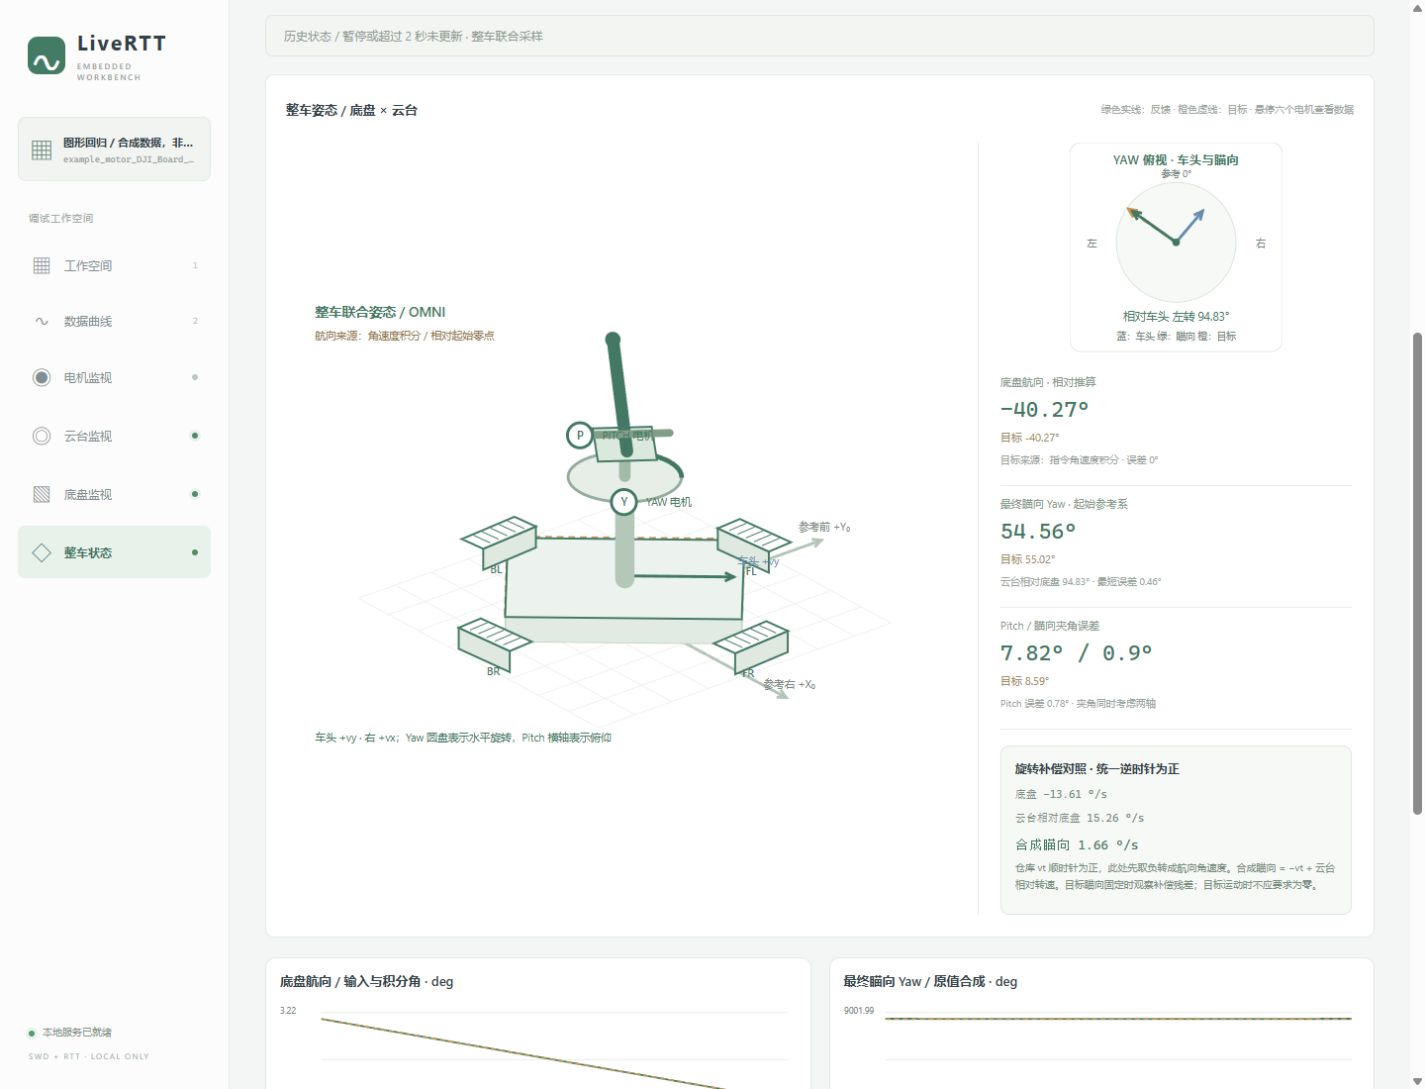 LiveRTT
EMBEDDED
WORKBENCH
图形回归 / 合成数据，非...
example_motor_DJI_Board_...
调试工作空间
工作空间 1
数据曲线 2
电机监视
云台监视
底盘监视
整车状态
本地服务已就绪
SWD + RTT · LOCAL ONLY
历史状态 / 暂停或超过 2 秒未更新 · 整车联合采样
整车姿态 / 底盘 × 云台
绿色实线：反馈 · 橙色虚线：目标 · 悬停六个电机查看数据
整车联合姿态 / OMNI
航向来源：角速度积分 / 相对起始零点
P
PITCH 电机
Y
YAW 电机
参考前 +Y₀
车头 +vy
BL
FL
BR
FR
参考右 +X₀
车头 +vy · 右 +vx；Yaw 圆盘表示水平旋转，Pitch 横轴表示俯仰
YAW 俯视 · 车头与瞄向
参考 0°
左
右
相对车头 左转 94.83°
蓝：车头 绿：瞄向 橙：目标
底盘航向 · 相对推算
−40.27°
目标 -40.27°
目标来源：指令角速度积分 · 误差 0°
最终瞄向 Yaw · 起始参考系
54.56°
目标 55.02°
云台相对底盘 94.83° · 最短误差 0.46°
Pitch / 瞄向夹角误差
7.82° / 0.9°
目标 8.59°
Pitch 误差 0.78° · 夹角同时考虑两轴
旋转补偿对照 · 统一逆时针为正
底盘 −13.61 °/s
云台相对底盘 15.26 °/s
合成瞄向 1.66 °/s
仓库 vt 顺时针为正，此处先取负转成航向角速度。合成瞄向 = −vt + 云台
相对转速。目标瞄向固定时观察补偿残差；目标运动时不应要求为零。
底盘航向 / 输入与积分角 · deg
3.22
最终瞄向 Yaw / 原值合成 · deg
9001.99